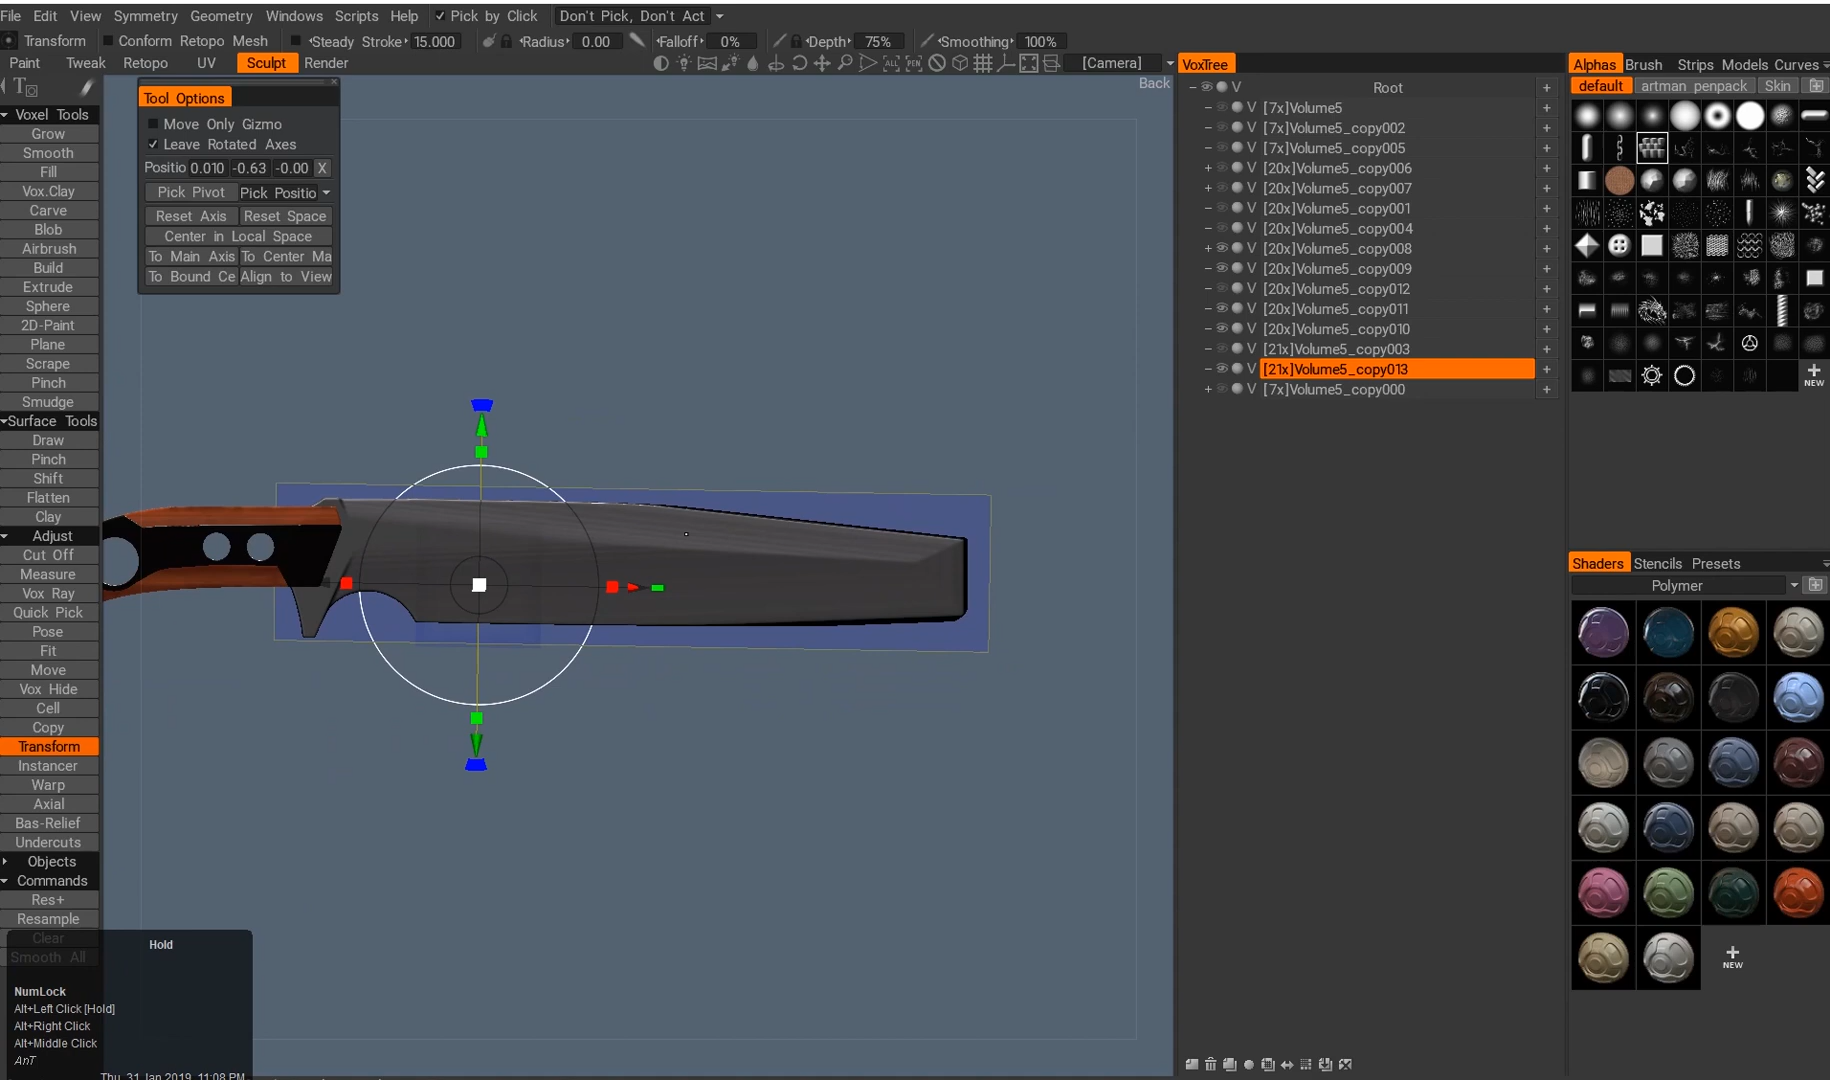 File Edit View Symmetry Geometry Windows Scripts Help Pick by Click Don't Pick, Don't Act
Transform Conform Retopo Mesh Steady Stroke 15.000 Radius 0.00 Falloff 0% Depth 75% Smoothing 100%
Paint Tweak Retopo UV Sculpt Render ALL PEN [Camera]
Back
Tool Options
Move Only Gizmo
Leave Rotated Axes
Positio 0.010 -0.63 -0.00 X
Pick Pivot Pick Positio
Reset Axis Reset Space
Center in Local Space
To Main Axis To Center Ma
To Bound Ce Align to View
Voxel Tools
Grow
Smooth
Fill
Vox.Clay
Carve
Blob
Airbrush
Build
Extrude
Sphere
2D-Paint
Plane
Scrape
Pinch
Smudge
Surface Tools
Draw
Pinch
Shift
Flatten
Clay
Adjust
Cut Off
Measure
Vox Ray
Quick Pick
Pose
Fit
Move
Vox Hide
Cell
Copy
Transform
Instancer
Warp
Axial
Bas-Relief
Undercuts
Objects
Commands
Res+
Resample
Clear
Smooth All
Hold
NumLock
Alt+Left Click [Hold]
Alt+Right Click
Alt+Middle Click
AnT
Thu, 31 Jan 2019, 11:08 PM
VoxTree
V Root +
V [7x]Volume5 +
V [7x]Volume5_copy002 +
V [7x]Volume5_copy005 +
V [20x]Volume5_copy006 +
V [20x]Volume5_copy007 +
V [20x]Volume5_copy001 +
V [20x]Volume5_copy004 +
V [20x]Volume5_copy008 +
V [20x]Volume5_copy009 +
V [20x]Volume5_copy012 +
V [20x]Volume5_copy011 +
V [20x]Volume5_copy010 +
V [21x]Volume5_copy003 +
V [21x]Volume5_copy013 +
V [7x]Volume5_copy000 +
Alphas Brush Strips Models Curves
default artman penpack Skin
NEW
Shaders Stencils Presets
Polymer
NEW